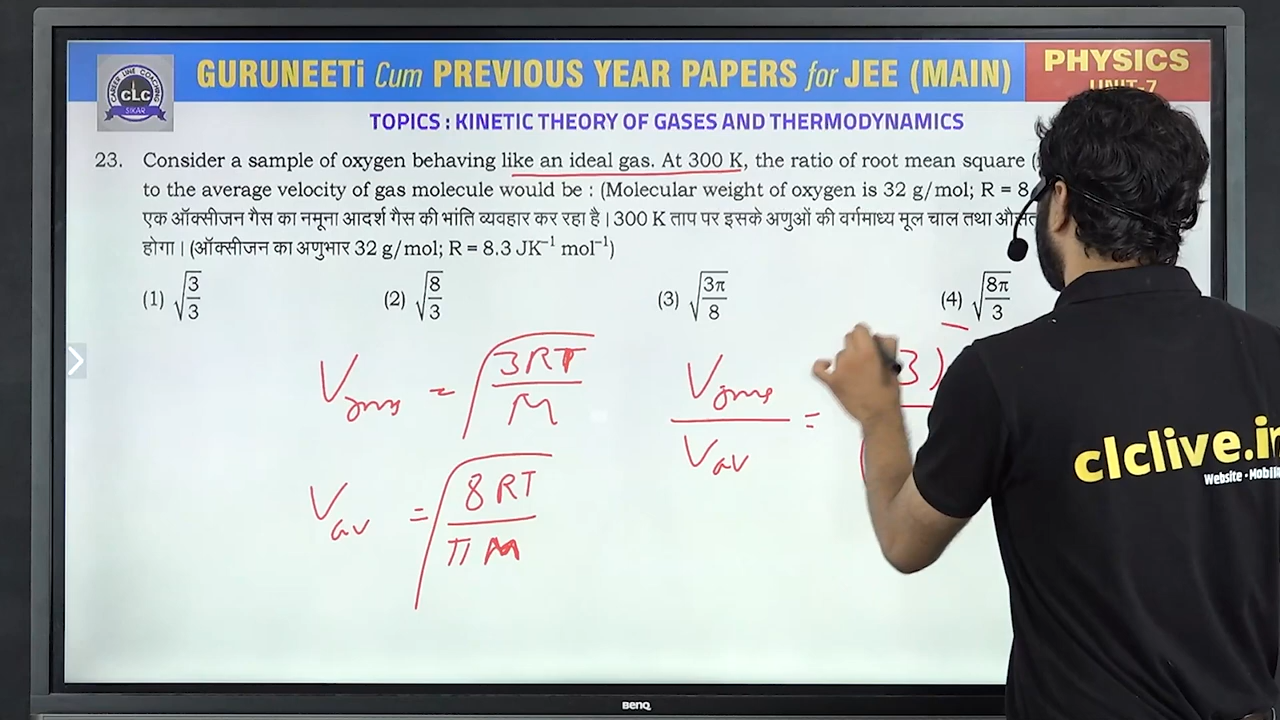 GURUNEETi Cum PREVIOUS YEAR PAPERS for JEE (MAIN)
PHYSICS
UNIT-7
CAREER LINE COACHING
CLC
SIKAR
TOPICS : KINETIC THEORY OF GASES AND THERMODYNAMICS
23. Consider a sample of oxygen behaving like an ideal gas. At 300 K, the ratio of root mean square (
to the average velocity of gas molecule would be : (Molecular weight of oxygen is 32 g/mol; R = 8
एक ऑक्सीजन गैस का नमूना आदर्श गैस की भांति व्यवहार कर रहा है। 300 K ताप पर इसके अणुओं की वर्गमाध्य मूल चाल तथा औसत
होगा। (ऑक्सीजन का अणुभार 32 g/mol; R = 8.3 JK⁻¹ mol⁻¹)
(1) √(3/3) (2) √(8/3) (3) √(3π/8) (4) √(8π/3)
Vrms = √(3RT/M)
Vrms/Vav = 3)
Vav = √(8RT/πM)
clclive.in
Website - Mobile
BenQ